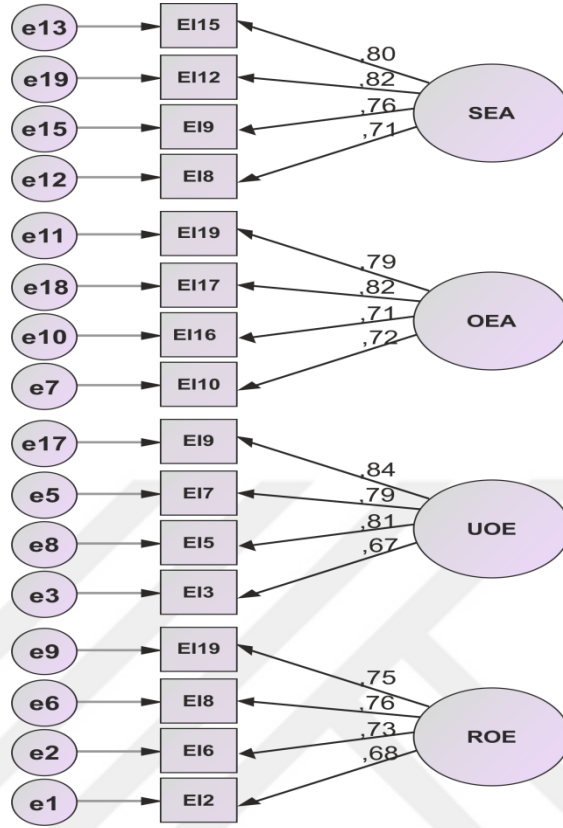 e13 EI15 ,80
e19 EI12 ,82 SEA
e15 EI9 ,76
e12 EI8 ,71
e11 EI19 ,79
e18 EI17 ,82 OEA
e10 EI16 ,71
e7 EI10 ,72
e17 EI9 ,84
e5 EI7 ,79 UOE
e8 EI5 ,81
e3 EI3 ,67
e9 EI19 ,75
e6 EI8 ,76 ROE
e2 EI6 ,73
e1 EI2 ,68